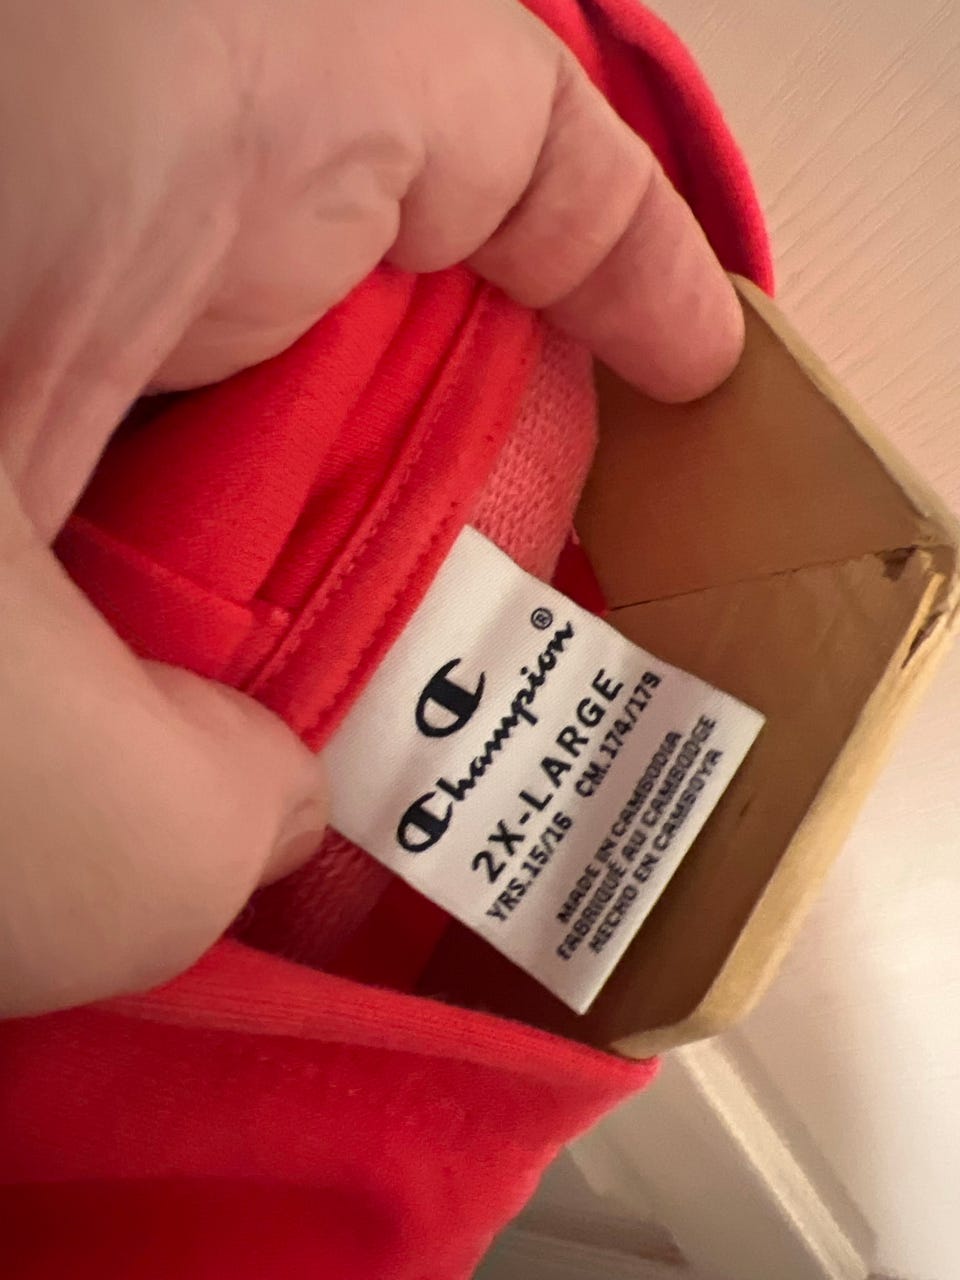 Champion®
2X-LARGE
YRS.15/16 CM.174/179
MADE IN CAMBODIA
FABRIQUÉ AU CAMBODGE
HECHO EN CAMBOYA